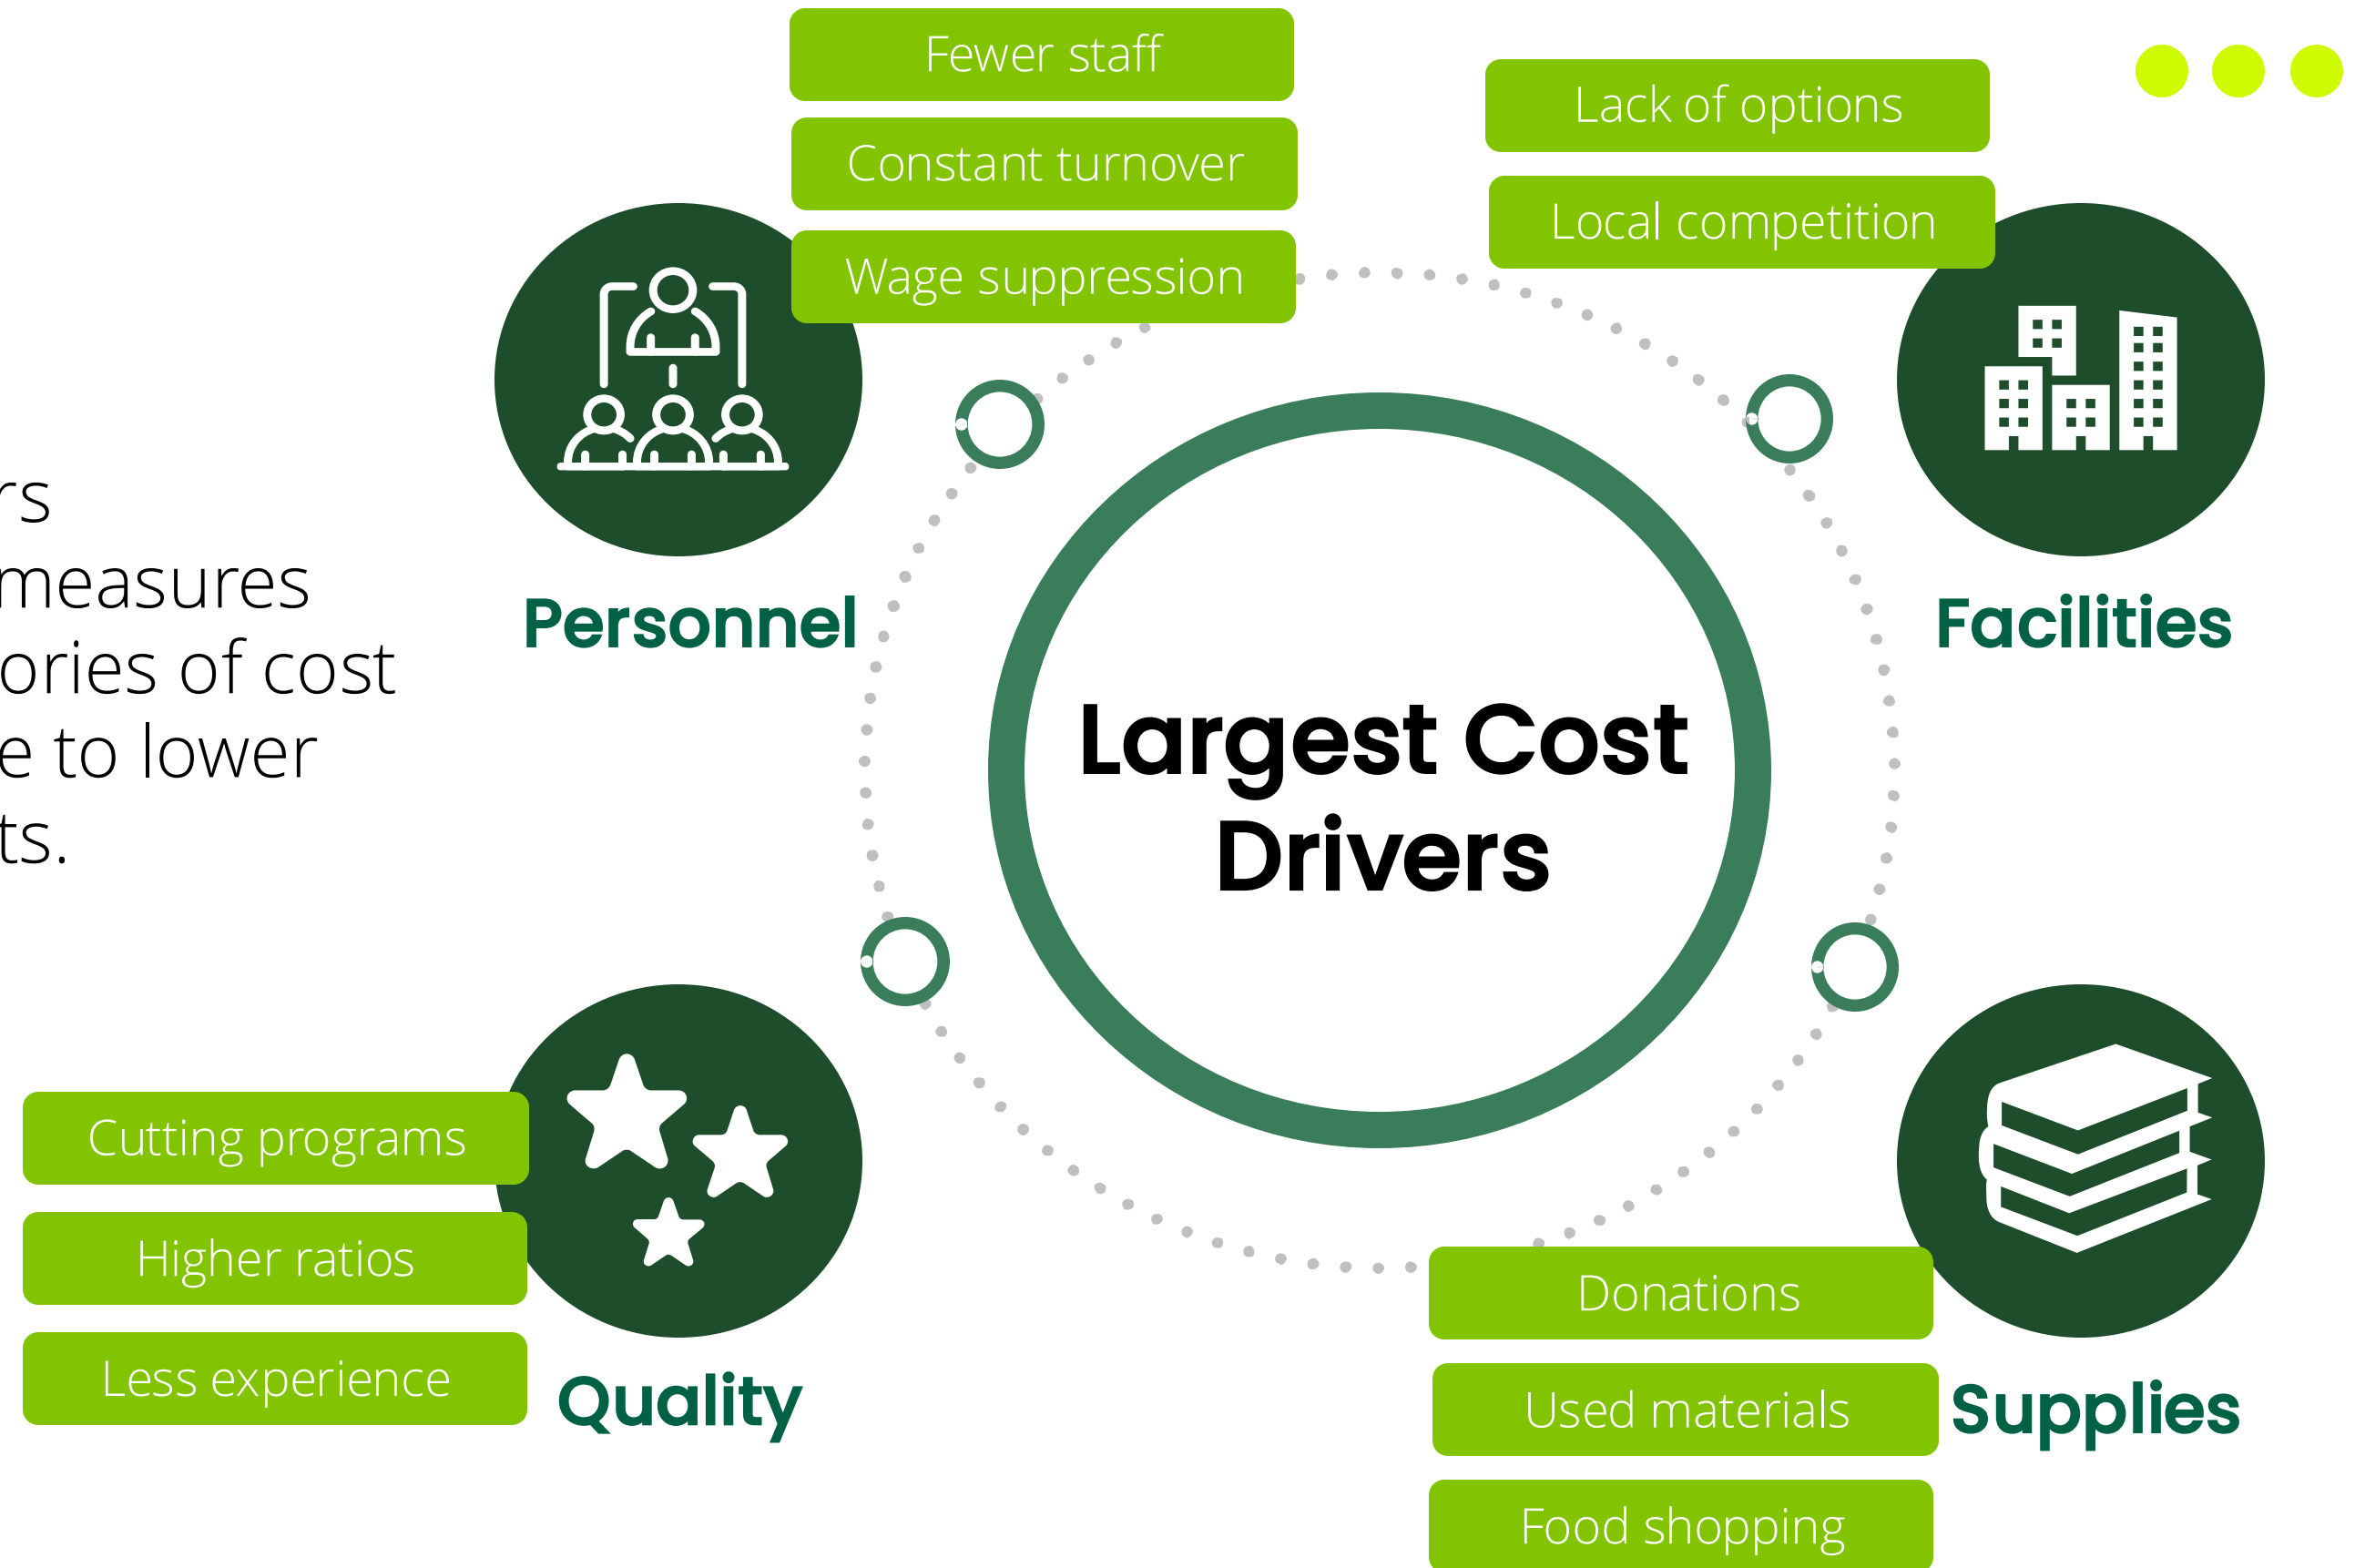 Fewer staff
Constant turnover
Wage suppression
Lack of options
Local competition
rs
measures
ories of cost
e to lower
ts.
Personnel
Facilities
Largest Cost
Drivers
Cutting programs
Higher ratios
Less experience
Quality
Donations
Used materials
Food shopping
Supplies